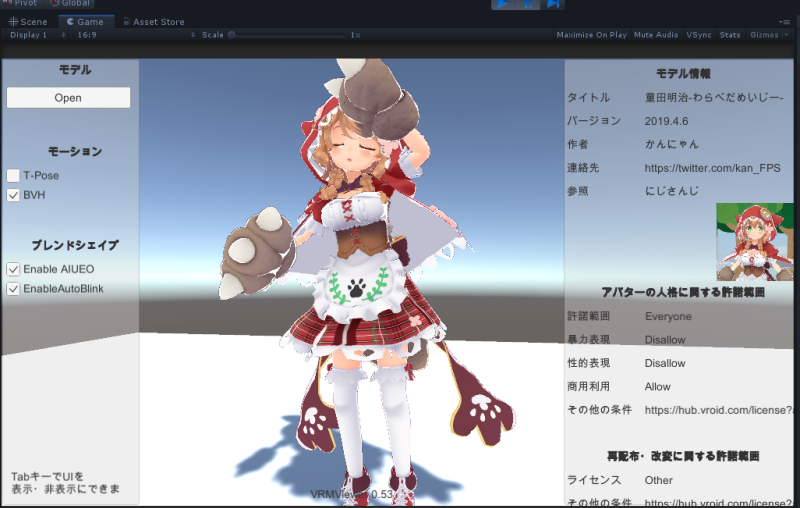 Pivot
Global
Scene
Game
Asset Store
Display 1
16:9
Scale
1x
Maximize On Play
Mute Audio
VSync
Stats
Gizmos
モデル
Open
モーション
T-Pose
BVH
ブレンドシェイプ
Enable AIUEO
EnableAutoBlink
TabキーでUIを
表示・非表示にできま
VRMViewer 0.53
モデル情報
タイトル 童田明治-わらべだめいじー-
バージョン 2019.4.6
作者 かんにゃん
連絡先 https://twitter.com/kan_FPS
参照 にじさんじ
アバターの人格に関する許諾範囲
許諾範囲 Everyone
暴力表現 Disallow
性的表現 Disallow
商用利用 Allow
その他の条件 https://hub.vroid.com/license?a
再配布・改変に関する許諾範囲
ライセンス Other
その他の条件 https://hub.vroid.com/license?a